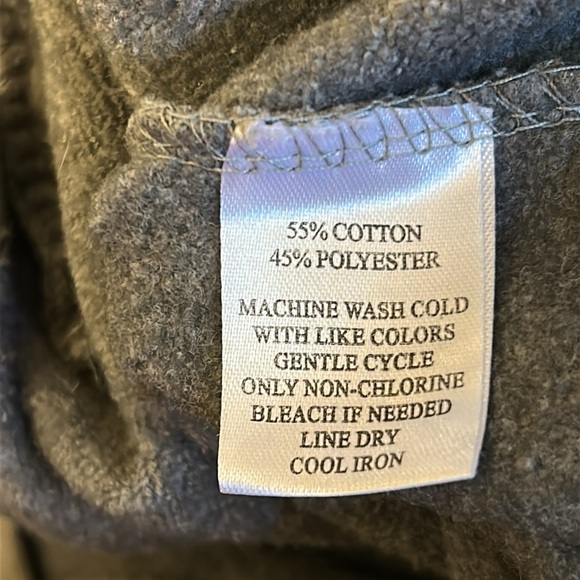 55% COTTON
45% POLYESTER
MACHINE WASH COLD
WITH LIKE COLORS
GENTLE CYCLE
ONLY NON-CHLORINE
BLEACH IF NEEDED
LINE DRY
COOL IRON